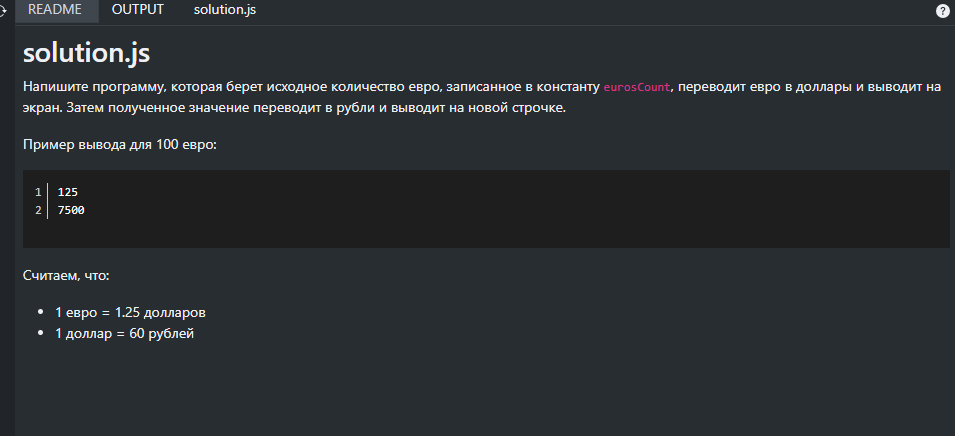 README OUTPUT solution.js ?
solution.js
Напишите программу, которая берет исходное количество евро, записанное в константу eurosCount, переводит евро в доллары и выводит на
экран. Затем полученное значение переводит в рубли и выводит на новой строчке.
Пример вывода для 100 евро:
1 125
2 7500
Считаем, что:
• 1 евро = 1.25 долларов
• 1 доллар = 60 рублей